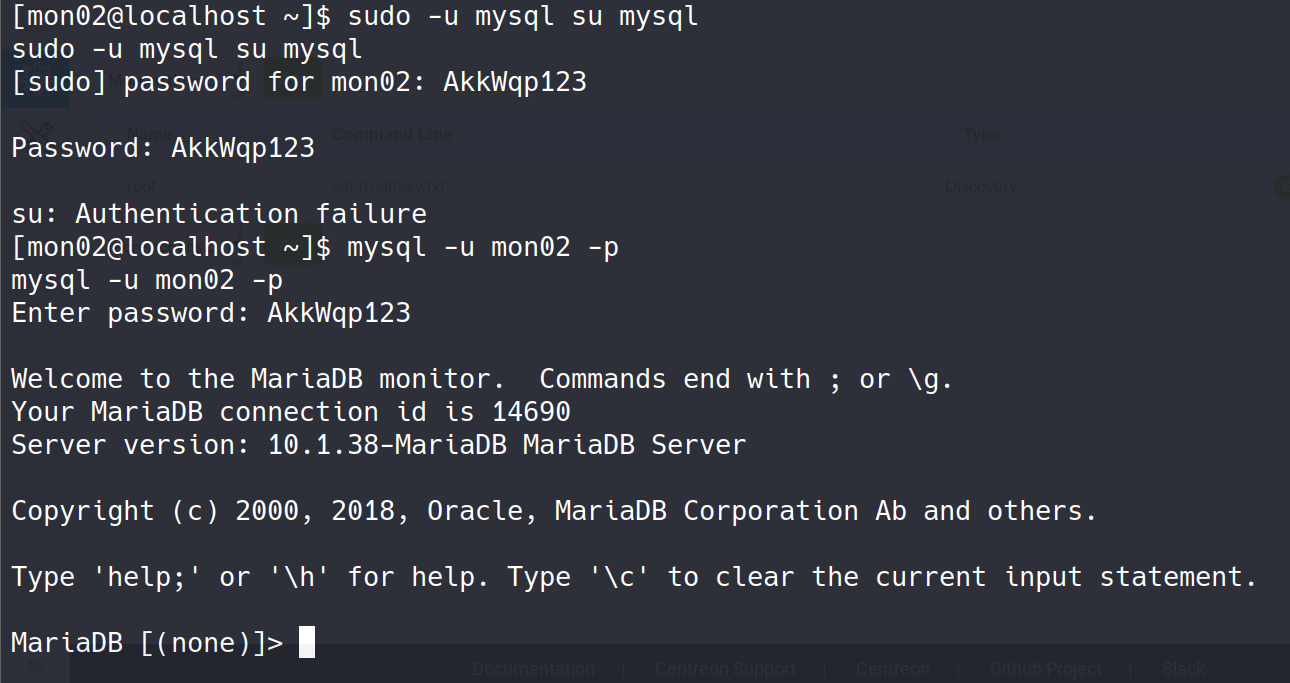 [mon02@localhost ~]$ sudo -u mysql su mysql
sudo -u mysql su mysql
[sudo] password for mon02: AkkWqp123
Name Command Line Type
Password: AkkWqp123
root cat /root/key.txt... Discovery
su: Authentication failure
[mon02@localhost ~]$ mysql -u mon02 -p
mysql -u mon02 -p
Enter password: AkkWqp123
Welcome to the MariaDB monitor.  Commands end with ; or \g.
Your MariaDB connection id is 14690
Server version: 10.1.38-MariaDB MariaDB Server
Copyright (c) 2000, 2018, Oracle, MariaDB Corporation Ab and others.
Type 'help;' or '\h' for help. Type '\c' to clear the current input statement.
MariaDB [(none)]>
Documentation | Centreon Support | Centreon | Github Project | Slack